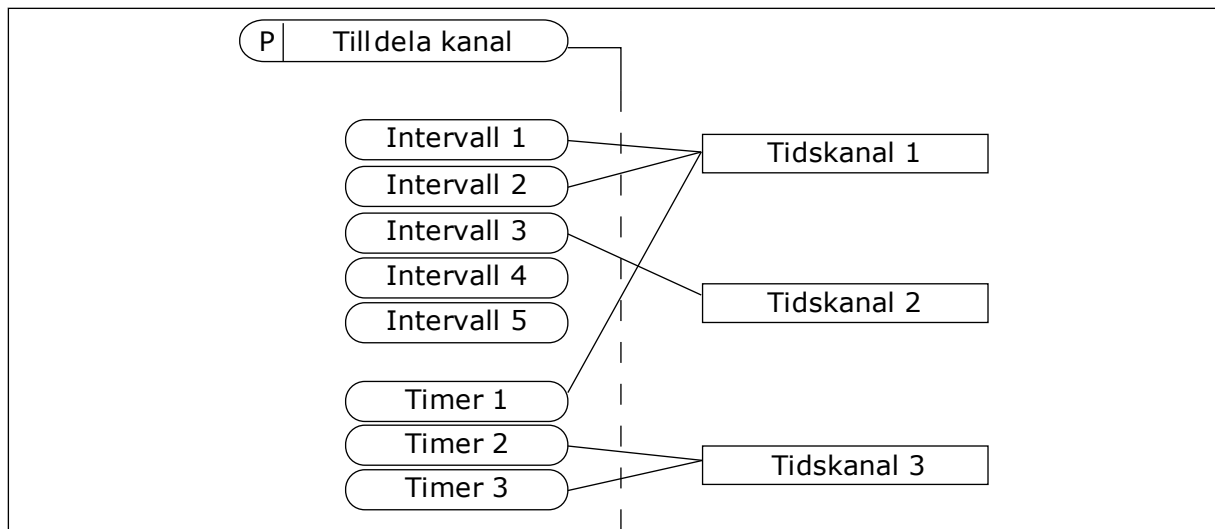 P Tilldela kanal
Intervall 1
Intervall 2
Intervall 3
Intervall 4
Intervall 5
Timer 1
Timer 2
Timer 3
Tidskanal 1
Tidskanal 2
Tidskanal 3